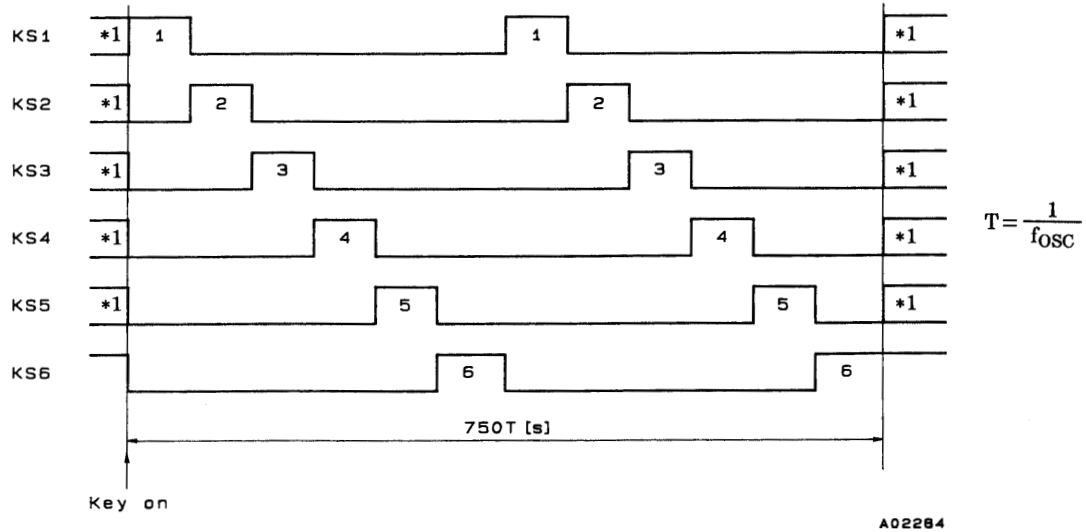 KS1 *1 1 1 *1
KS2 *1 2 2 *1
KS3 *1 3 3 *1
KS4 *1 4 4 *1
T = 1/fOSC
KS5 *1 5 5 *1
KS6 6 6
750T [s]
Key on
A02284